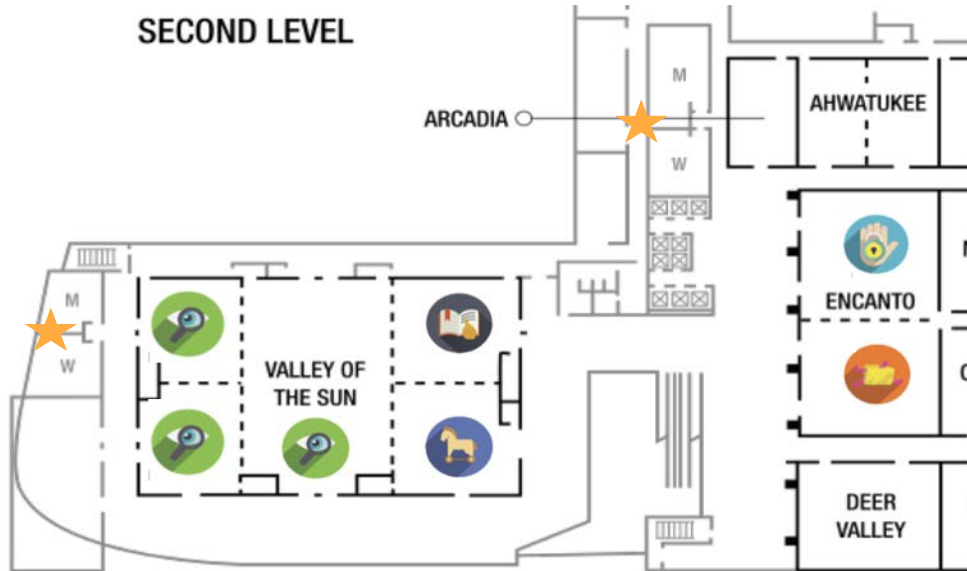 SECOND LEVEL
M
ARCADIA
AHWATUKEE
W
ENCANTO
M
W
VALLEY OF
THE SUN
DEER
VALLEY